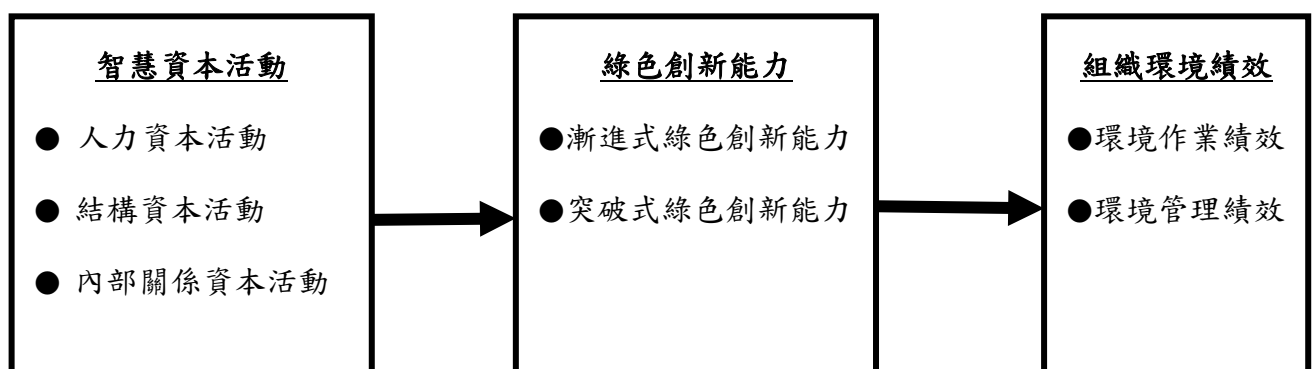 智慧資本活動
● 人力資本活動
● 結構資本活動
● 內部關係資本活動
綠色創新能力
●漸進式綠色創新能力
●突破式綠色創新能力
組織環境績效
●環境作業績效
●環境管理績效